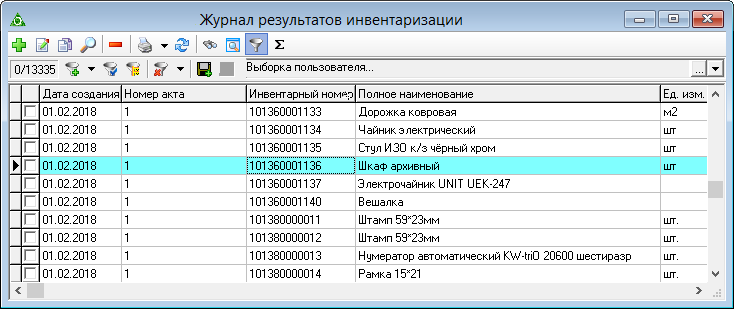 Журнал результатов инвентаризации
Σ
0/13335 Выборка пользователя... ...
Дата создания Номер акта Инвентарный номер Полное наименование Ед. изм.
01.02.2018 1 101360001133 Дорожка ковровая м2
01.02.2018 1 101360001134 Чайник электрический шт
01.02.2018 1 101360001135 Стул ИЗО к/з чёрный хром шт
01.02.2018 1 101360001136 Шкаф архивный шт
01.02.2018 1 101360001137 Электрочайник UNIT UEK-247
01.02.2018 1 101360001140 Вешалка
01.02.2018 1 101380000011 Штамп 59*23мм шт.
01.02.2018 1 101380000012 Штамп 59*23мм шт.
01.02.2018 1 101380000013 Нумератор автоматический KW-triO 20600 шестиразр шт.
01.02.2018 1 101380000014 Рамка 15*21 шт.